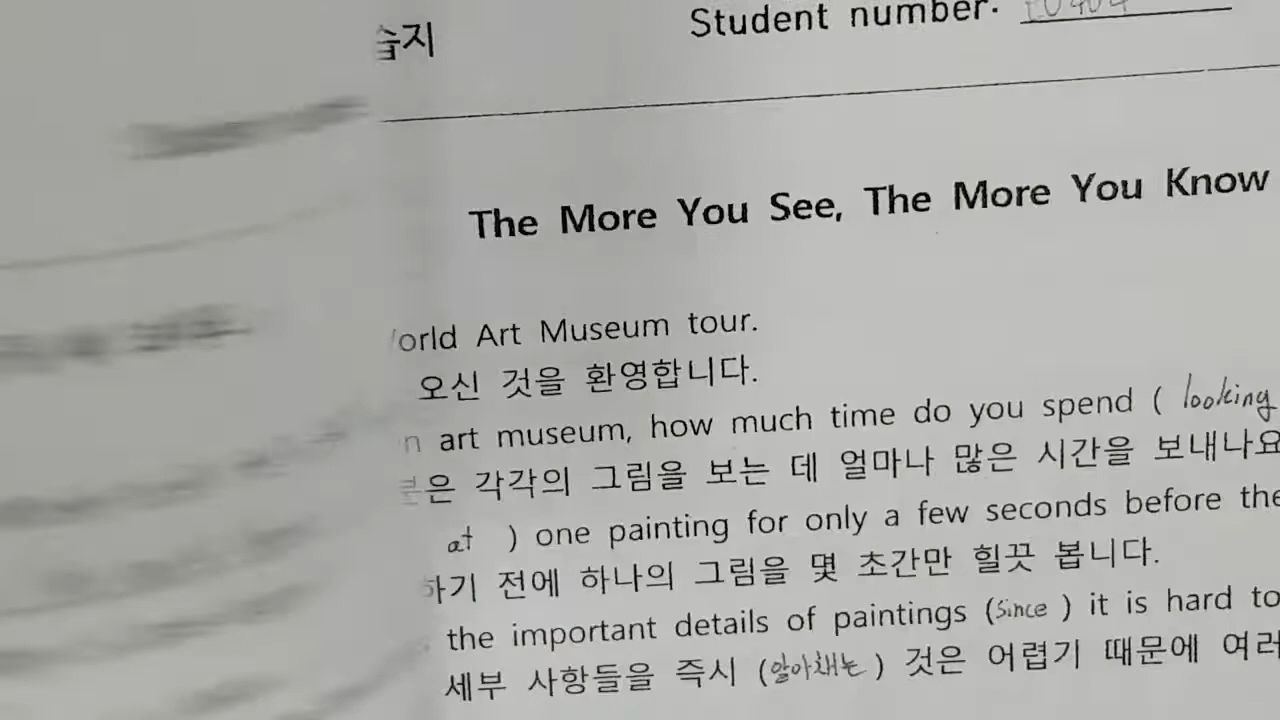 습지 Student number.
The More You See, The More You Know
orld Art Museum tour.
오신 것을 환영합니다.
n art museum, how much time do you spend ( looking
은 각각의 그림을 보는 데 얼마나 많은 시간을 보내나요
at ) one painting for only a few seconds before the
하기 전에 하나의 그림을 몇 초간만 힐끗 봅니다.
the important details of paintings (Since ) it is hard to
세부 사항들을 즉시 (알아채는 ) 것은 어렵기 때문에 여러